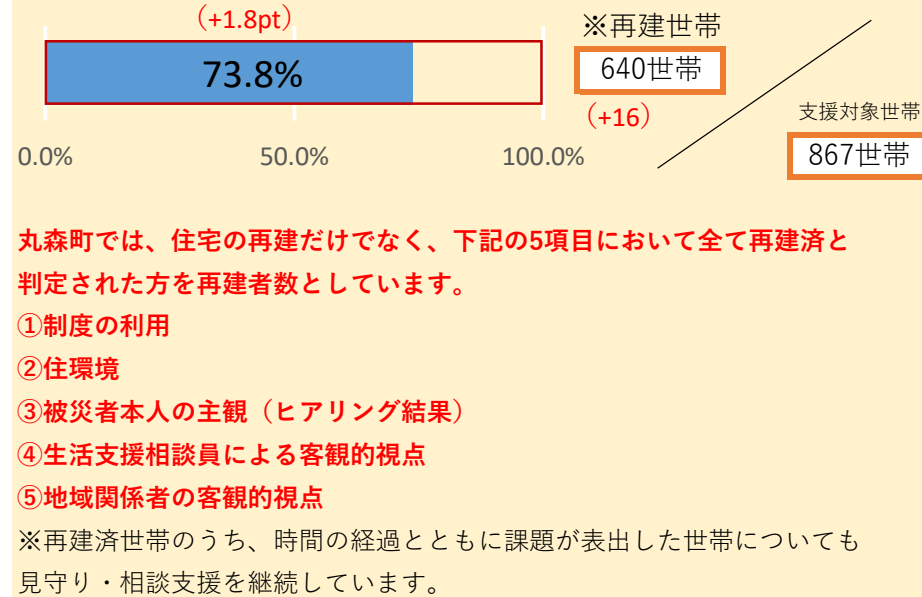 （+1.8pt）
73.8%
0.0%
50.0%
100.0%
※再建世帯
640世帯
（+16）
支援対象世帯
867世帯
丸森町では、住宅の再建だけでなく、下記の5項目において全て再建済と
判定された方を再建者数としています。
①制度の利用
②住環境
③被災者本人の主観（ヒアリング結果）
④生活支援相談員による客観的視点
⑤地域関係者の客観的視点
※再建済世帯のうち、時間の経過とともに課題が表出した世帯についても
見守り・相談支援を継続しています。